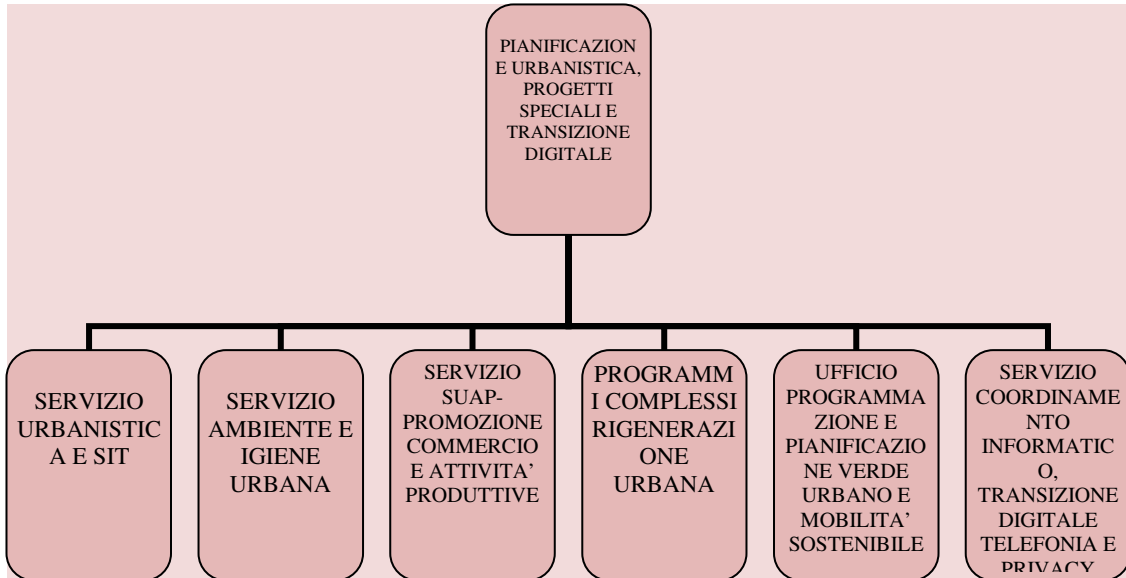 PIANIFICAZION
E URBANISTICA,
PROGETTI
SPECIALI E
TRANSIZIONE
DIGITALE
SERVIZIO
URBANISTIC
A E SIT
SERVIZIO
AMBIENTE E
IGIENE
URBANA
SERVIZIO
SUAP-
PROMOZIONE
COMMERCIO
E ATTIVITA’
PRODUTTIVE
PROGRAMM
I COMPLESSI
RIGENERAZI
ONE
URBANA
UFFICIO
PROGRAMMA
ZIONE E
PIANIFICAZIO
NE VERDE
URBANO E
MOBILITA’
SOSTENIBILE
SERVIZIO
COORDINAME
NTO
INFORMATIC
O,
TRANSIZIONE
DIGITALE
TELEFONIA E
PRIVACY